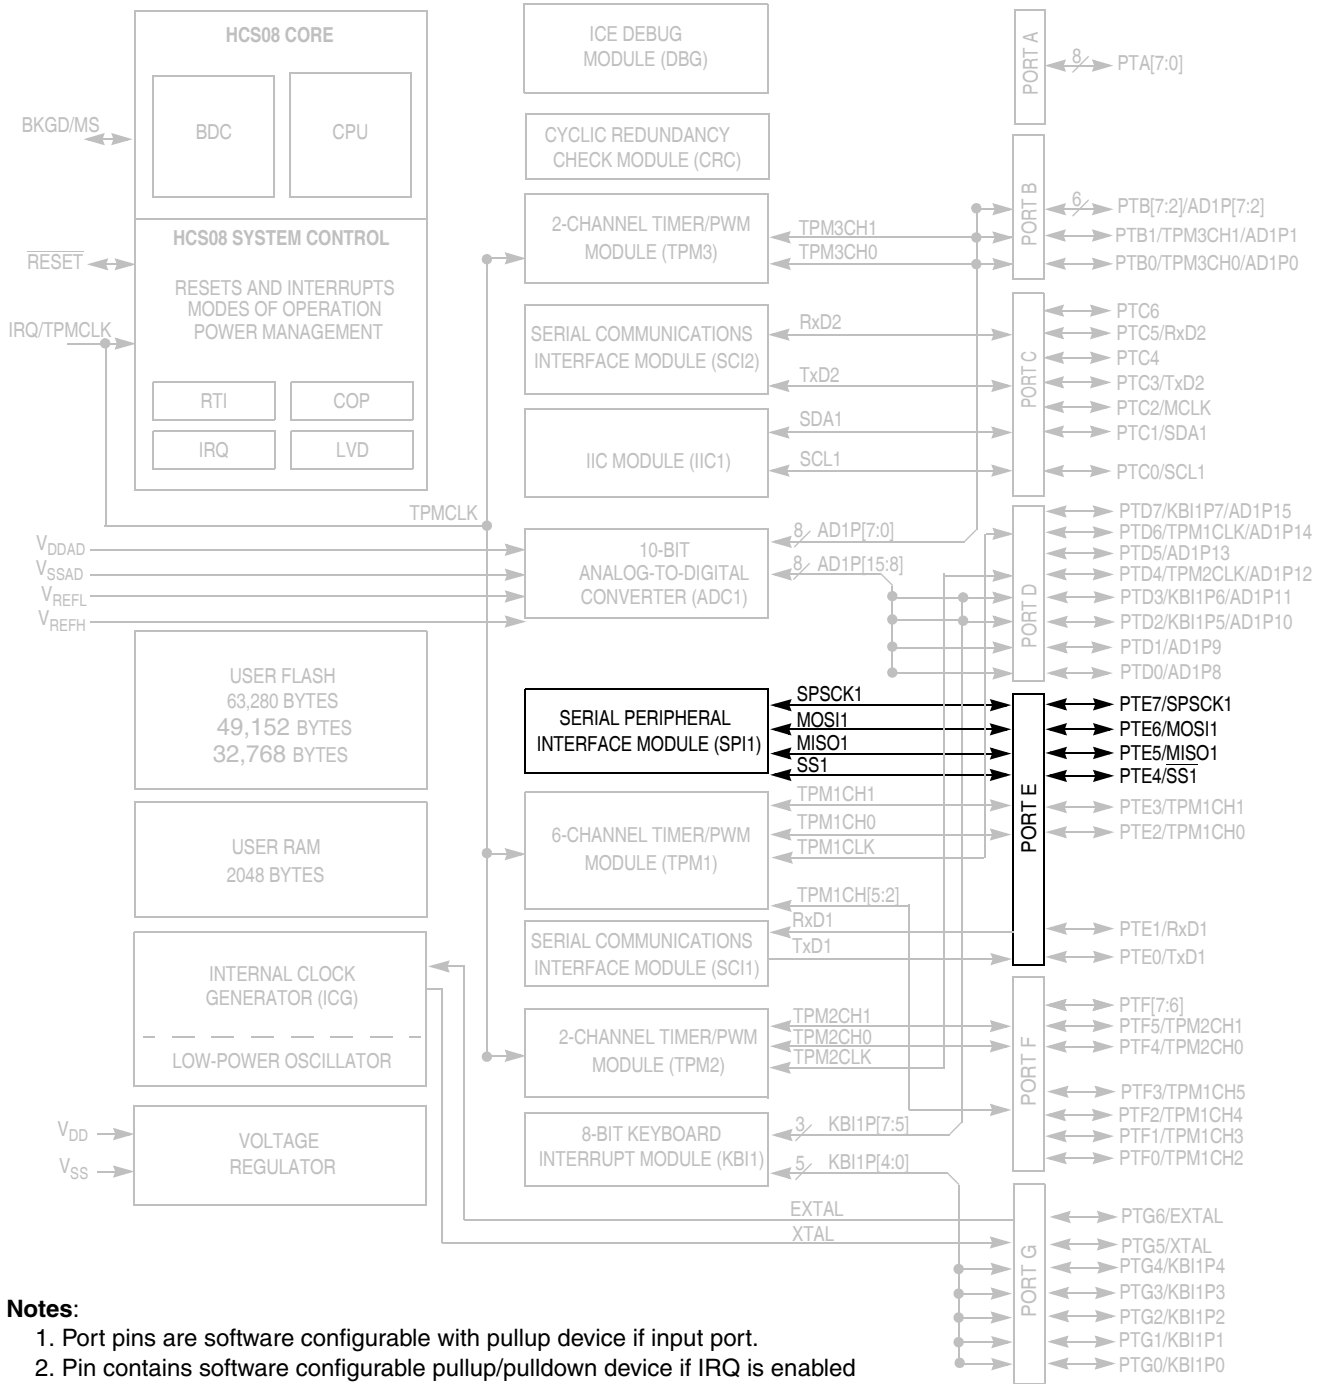 HCS08 CORE
BDC
CPU
BKGD/MS
HCS08 SYSTEM CONTROL
RESET
RESETS AND INTERRUPTS
MODES OF OPERATION
POWER MANAGEMENT
IRQ/TPMCLK
RTI
COP
IRQ
LVD
TPMCLK
VDDAD
VSSAD
VREFL
VREFH
USER FLASH
63,280 BYTES
49,152 BYTES
32,768 BYTES
USER RAM
2048 BYTES
INTERNAL CLOCK
GENERATOR (ICG)
LOW-POWER OSCILLATOR
VDD
VSS
VOLTAGE
REGULATOR
ICE DEBUG
MODULE (DBG)
CYCLIC REDUNDANCY
CHECK MODULE (CRC)
2-CHANNEL TIMER/PWM
MODULE (TPM3)
TPM3CH1
TPM3CH0
SERIAL COMMUNICATIONS
INTERFACE MODULE (SCI2)
RxD2
TxD2
IIC MODULE (IIC1)
SDA1
SCL1
10-BIT
ANALOG-TO-DIGITAL
CONVERTER (ADC1)
8 AD1P[7:0]
8 AD1P[15:8]
SERIAL PERIPHERAL
INTERFACE MODULE (SPI1)
SPSCK1
MOSI1
MISO1
SS1
6-CHANNEL TIMER/PWM
MODULE (TPM1)
TPM1CH1
TPM1CH0
TPM1CLK
TPM1CH[5:2]
SERIAL COMMUNICATIONS
INTERFACE MODULE (SCI1)
RxD1
TxD1
2-CHANNEL TIMER/PWM
MODULE (TPM2)
TPM2CH1
TPM2CH0
TPM2CLK
8-BIT KEYBOARD
INTERRUPT MODULE (KBI1)
3 KBI1P[7:5]
5 KBI1P[4:0]
EXTAL
XTAL
PORT A
8 PTA[7:0]
PORT B
6 PTB[7:2]/AD1P[7:2]
PTB1/TPM3CH1/AD1P1
PTB0/TPM3CH0/AD1P0
PORT C
PTC6
PTC5/RxD2
PTC4
PTC3/TxD2
PTC2/MCLK
PTC1/SDA1
PTC0/SCL1
PORT D
PTD7/KBI1P7/AD1P15
PTD6/TPM1CLK/AD1P14
PTD5/AD1P13
PTD4/TPM2CLK/AD1P12
PTD3/KBI1P6/AD1P11
PTD2/KBI1P5/AD1P10
PTD1/AD1P9
PTD0/AD1P8
PORT E
PTE7/SPSCK1
PTE6/MOSI1
PTE5/MISO1
PTE4/SS1
PTE3/TPM1CH1
PTE2/TPM1CH0
PTE1/RxD1
PTE0/TxD1
PORT F
PTF[7:6]
PTF5/TPM2CH1
PTF4/TPM2CH0
PTF3/TPM1CH5
PTF2/TPM1CH4
PTF1/TPM1CH3
PTF0/TPM1CH2
PORT G
PTG6/EXTAL
PTG5/XTAL
PTG4/KBI1P4
PTG3/KBI1P3
PTG2/KBI1P2
PTG1/KBI1P1
PTG0/KBI1P0
Notes:
1. Port pins are software configurable with pullup device if input port.
2. Pin contains software configurable pullup/pulldown device if IRQ is enabled